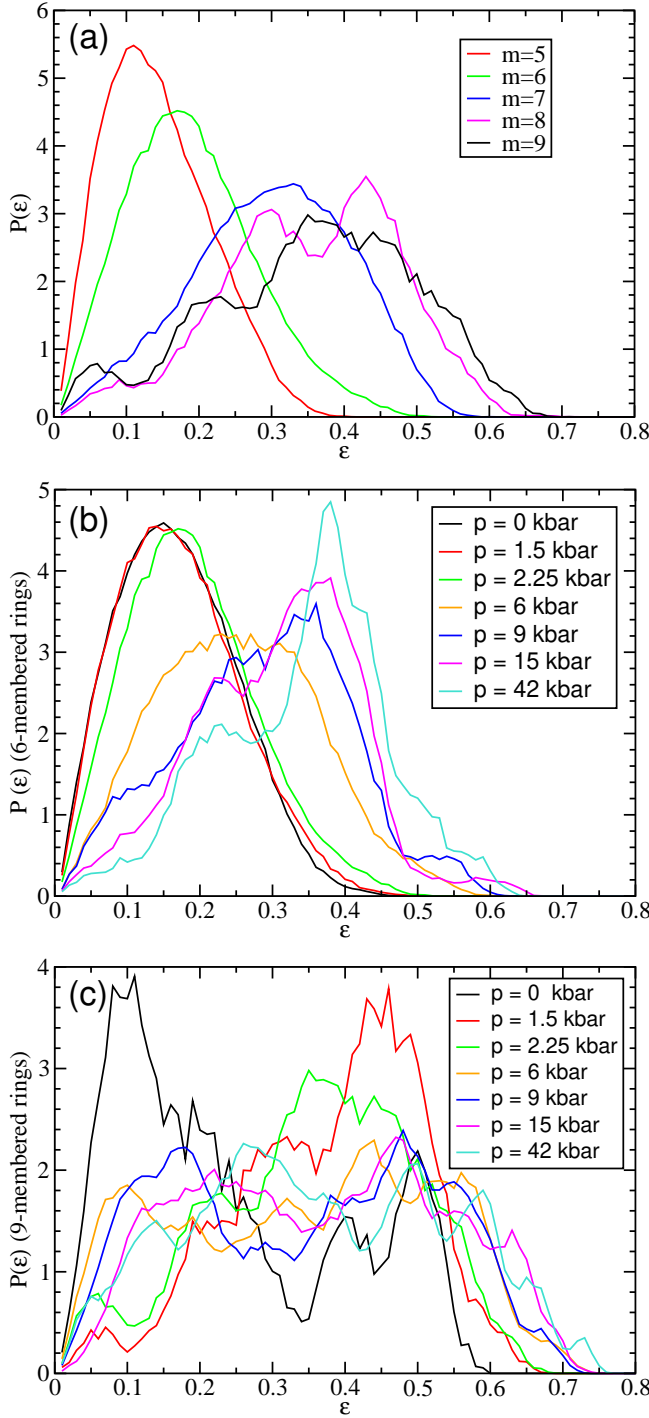 (a)
m=5
m=6
m=7
m=8
m=9
P(ε)
6
5
4
3
2
1
0
0 0.1 0.2 0.3 0.4 0.5 0.6 0.7 0.8
ε
(b)
p = 0 kbar
p = 1.5 kbar
p = 2.25 kbar
p = 6 kbar
p = 9 kbar
p = 15 kbar
p = 42 kbar
P (ε) (6-membered rings)
5
4
3
2
1
0
0 0.1 0.2 0.3 0.4 0.5 0.6 0.7 0.8
ε
(c)
p = 0 kbar
p = 1.5 kbar
p = 2.25 kbar
p = 6 kbar
p = 9 kbar
p = 15 kbar
p = 42 kbar
P(ε) (9-membered rings)
4
3
2
1
0
0 0.1 0.2 0.3 0.4 0.5 0.6 0.7 0.8
ε